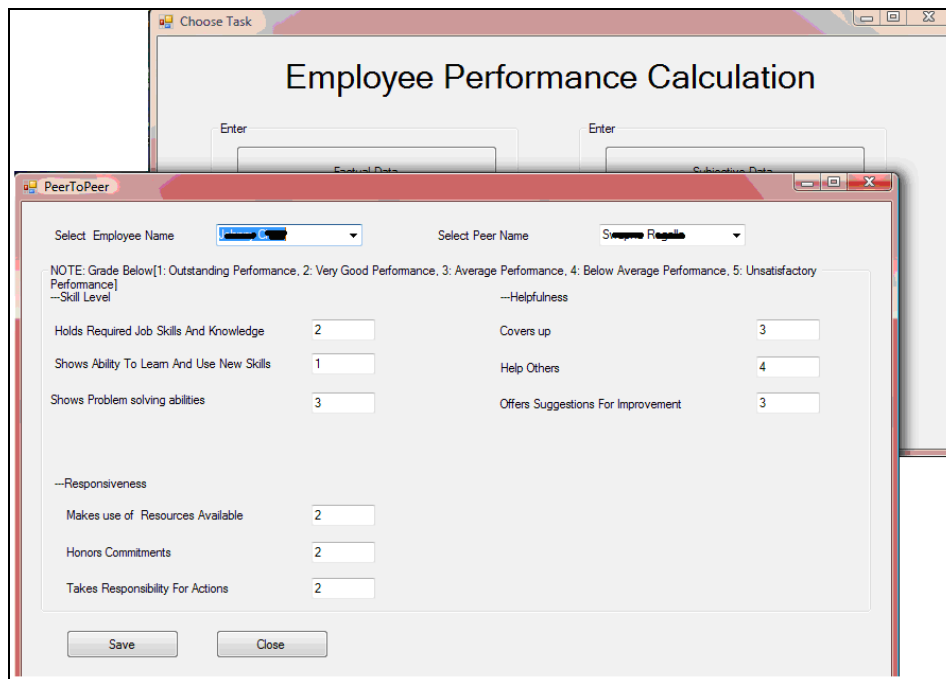 Choose Task
Employee Performance Calculation
Enter
Enter
Factual Data
Subjective Data
PeerToPeer
Select Employee Name
Select Peer Name
NOTE: Grade Below[1: Outstanding Performance, 2: Very Good Performance, 3: Average Performance, 4: Below Average Performance, 5: Unsatisfactory
Performance]
---Skill Level
---Helpfulness
Holds Required Job Skills And Knowledge 2
Covers up 3
Shows Ability To Learn And Use New Skills 1
Help Others 4
Shows Problem solving abilities 3
Offers Suggestions For Improvement 3
---Responsiveness
Makes use of Resources Available 2
Honors Commitments 2
Takes Responsibility For Actions 2
Save
Close